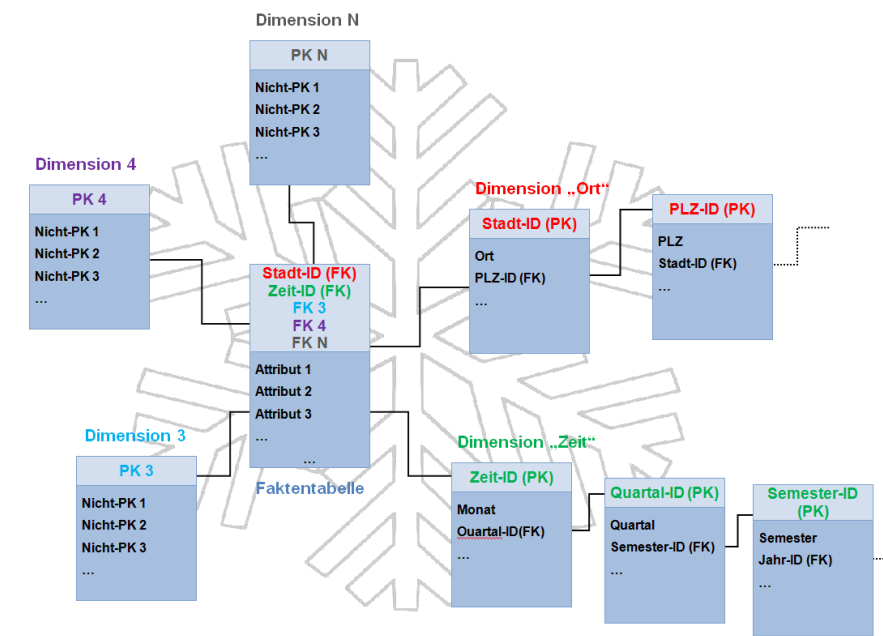 Dimension N
PK N
Nicht-PK 1
Nicht-PK 2
Nicht-PK 3
...
Dimension 4
PK 4
Nicht-PK 1
Nicht-PK 2
Nicht-PK 3
...
Dimension „Ort“
Stadt-ID (PK)
Ort
PLZ-ID (FK)
...
PLZ-ID (PK)
PLZ
Stadt-ID (FK)
...
Stadt-ID (FK)
Zeit-ID (FK)
FK 3
FK 4
FK N
Attribut 1
Attribut 2
Attribut 3
...
...
Faktentabelle
Dimension 3
PK 3
Nicht-PK 1
Nicht-PK 2
Nicht-PK 3
...
Dimension „Zeit“
Zeit-ID (PK)
Monat
Quartal-ID(FK)
...
Quartal-ID (PK)
Quartal
Semester-ID (FK)
...
Semester-ID
(PK)
Semester
Jahr-ID (FK)
...